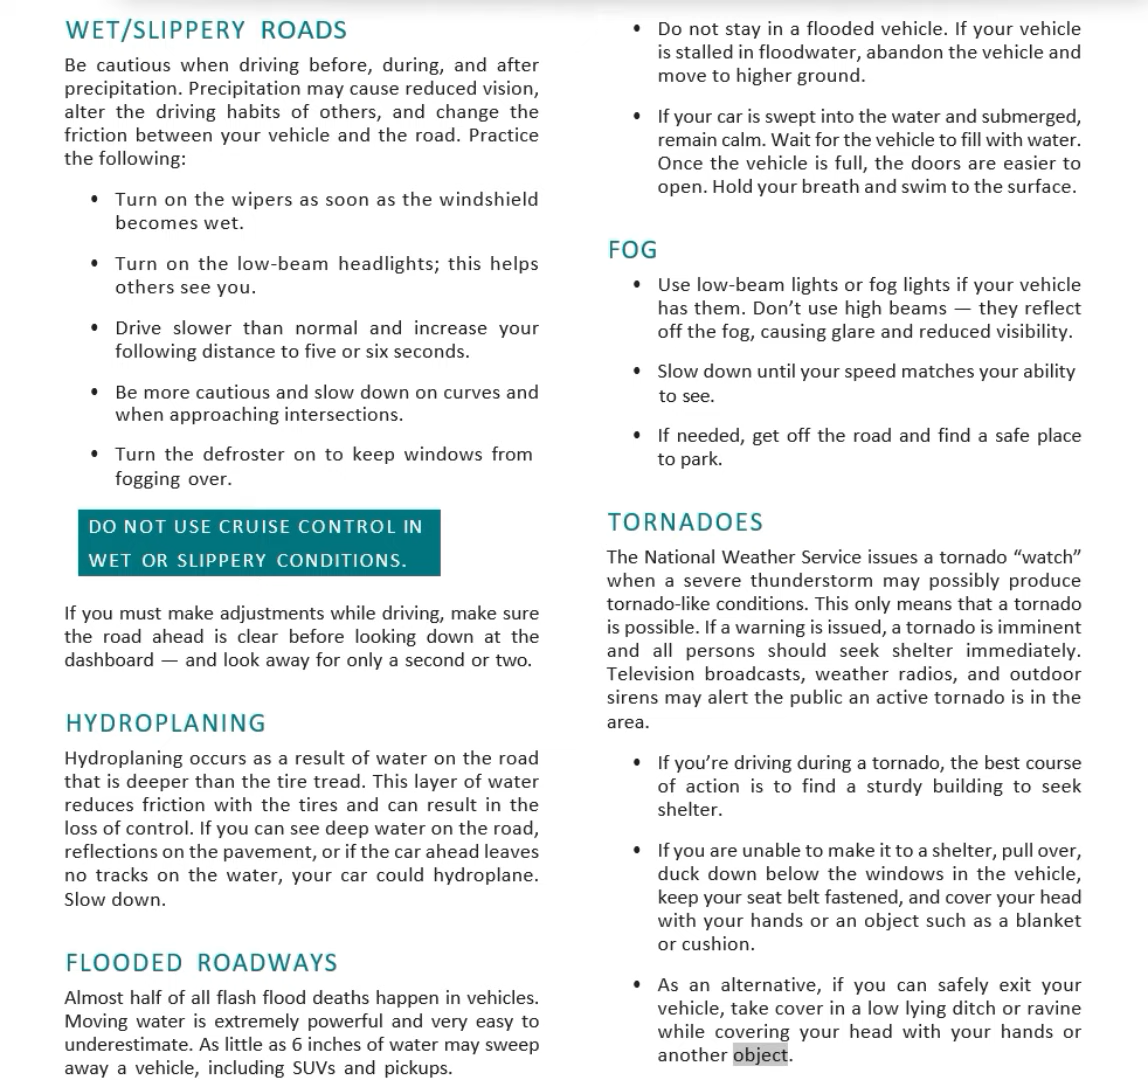 WET/SLIPPERY ROADS
Be cautious when driving before, during, and after
precipitation. Precipitation may cause reduced vision,
alter the driving habits of others, and change the
friction between your vehicle and the road. Practice
the following:
• Turn on the wipers as soon as the windshield
becomes wet.
• Turn on the low-beam headlights; this helps
others see you.
• Drive slower than normal and increase your
following distance to five or six seconds.
• Be more cautious and slow down on curves and
when approaching intersections.
• Turn the defroster on to keep windows from
fogging over.
DO NOT USE CRUISE CONTROL IN
WET OR SLIPPERY CONDITIONS.
If you must make adjustments while driving, make sure
the road ahead is clear before looking down at the
dashboard — and look away for only a second or two.
HYDROPLANING
Hydroplaning occurs as a result of water on the road
that is deeper than the tire tread. This layer of water
reduces friction with the tires and can result in the
loss of control. If you can see deep water on the road,
reflections on the pavement, or if the car ahead leaves
no tracks on the water, your car could hydroplane.
Slow down.
FLOODED ROADWAYS
Almost half of all flash flood deaths happen in vehicles.
Moving water is extremely powerful and very easy to
underestimate. As little as 6 inches of water may sweep
away a vehicle, including SUVs and pickups.
• Do not stay in a flooded vehicle. If your vehicle
is stalled in floodwater, abandon the vehicle and
move to higher ground.
• If your car is swept into the water and submerged,
remain calm. Wait for the vehicle to fill with water.
Once the vehicle is full, the doors are easier to
open. Hold your breath and swim to the surface.
FOG
• Use low-beam lights or fog lights if your vehicle
has them. Don’t use high beams — they reflect
off the fog, causing glare and reduced visibility.
• Slow down until your speed matches your ability
to see.
• If needed, get off the road and find a safe place
to park.
TORNADOES
The National Weather Service issues a tornado “watch”
when a severe thunderstorm may possibly produce
tornado-like conditions. This only means that a tornado
is possible. If a warning is issued, a tornado is imminent
and all persons should seek shelter immediately.
Television broadcasts, weather radios, and outdoor
sirens may alert the public an active tornado is in the
area.
• If you’re driving during a tornado, the best course
of action is to find a sturdy building to seek
shelter.
• If you are unable to make it to a shelter, pull over,
duck down below the windows in the vehicle,
keep your seat belt fastened, and cover your head
with your hands or an object such as a blanket
or cushion.
• As an alternative, if you can safely exit your
vehicle, take cover in a low lying ditch or ravine
while covering your head with your hands or
another object.